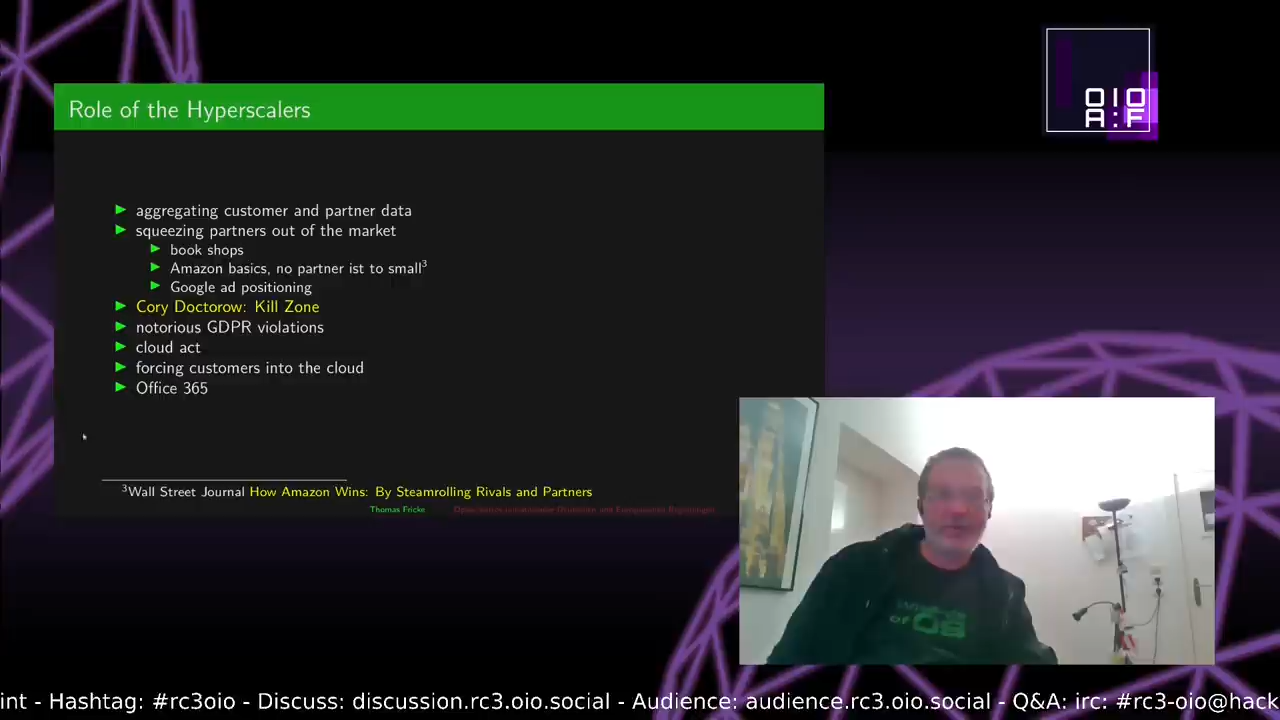 Role of the Hyperscalers
OIO
A:F
aggregating customer and partner data
squeezing partners out of the market
book shops
Amazon basics, no partner ist to small3
Google ad positioning
Cory Doctorow: Kill Zone
notorious GDPR violations
cloud act
forcing customers into the cloud
Office 365
3Wall Street Journal How Amazon Wins: By Steamrolling Rivals and Partners
Thomas Fricke
of
int - Hashtag: #rc3oio - Discuss: discussion.rc3.oio.social - Audience: audience.rc3.oio.social - Q&A: irc: #rc3-oio@hack